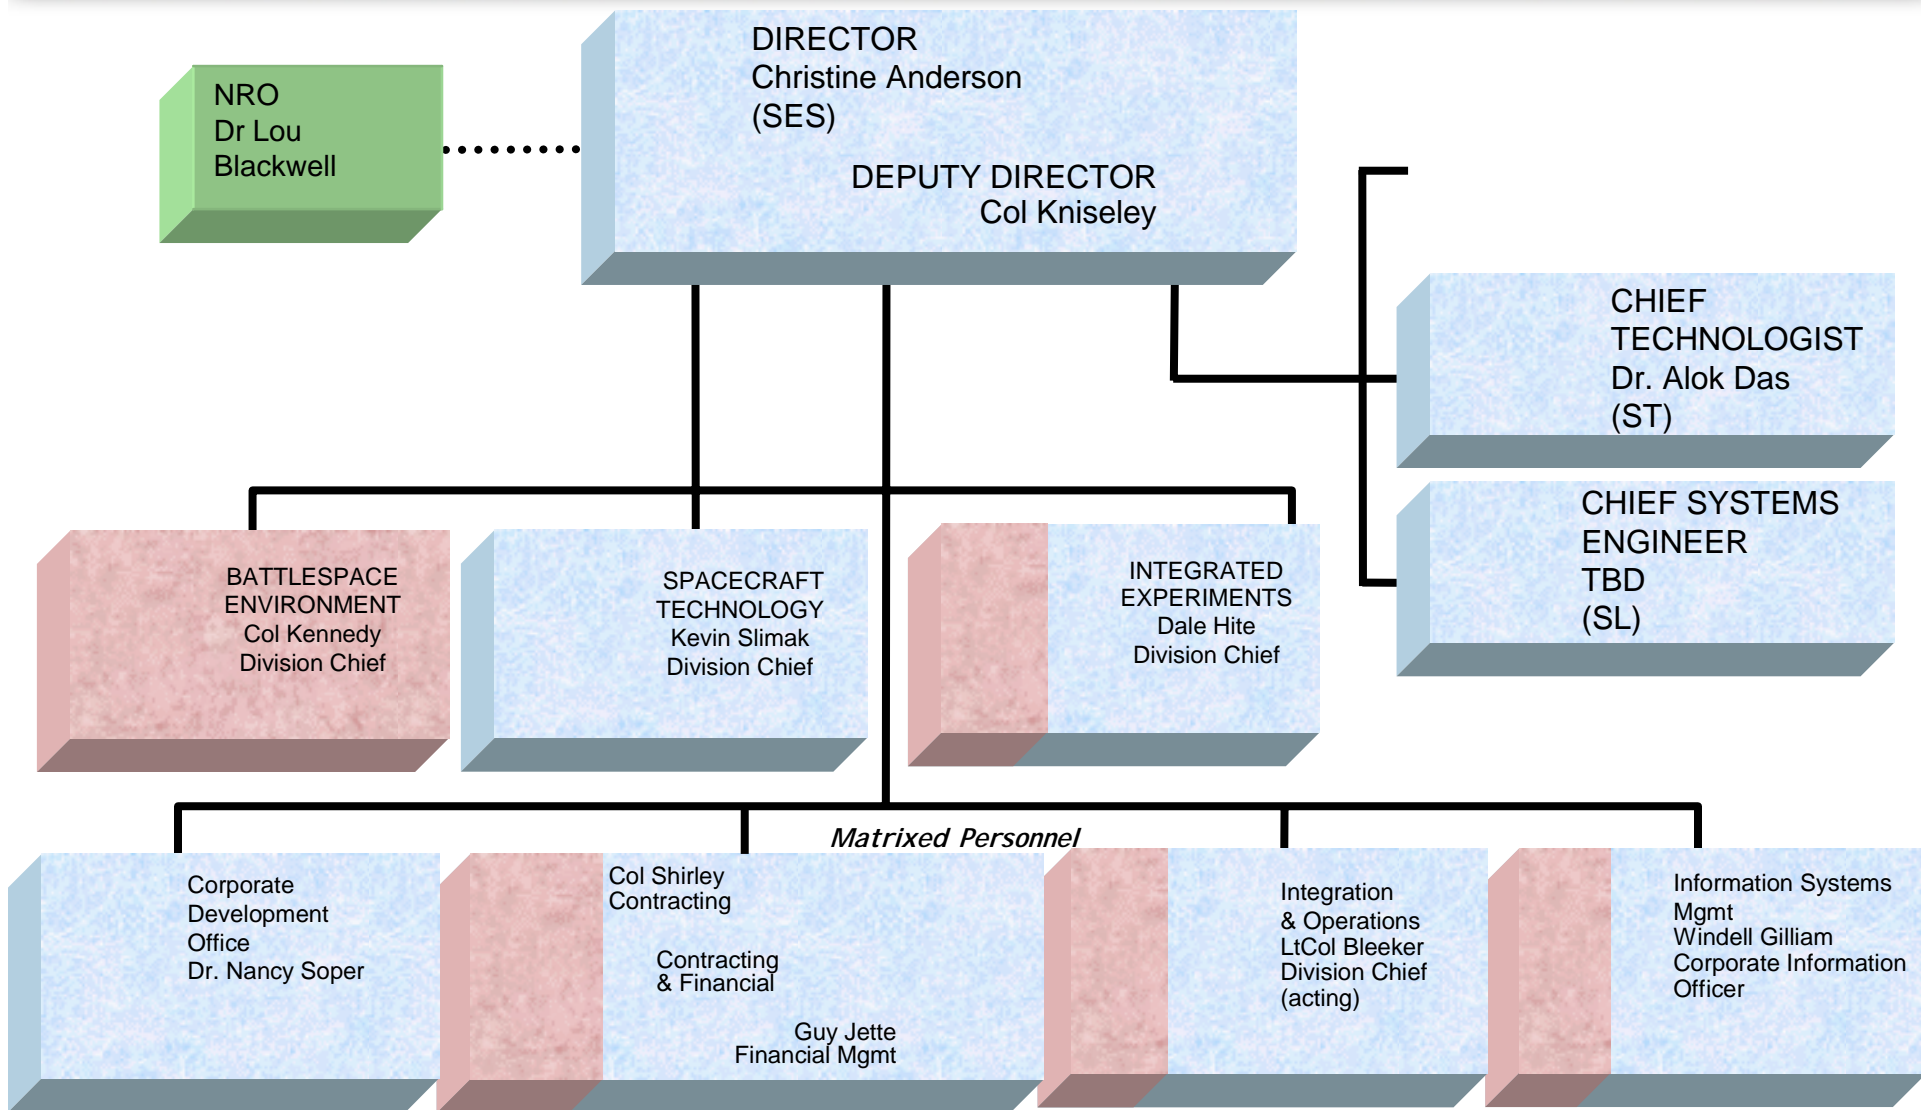 DIRECTOR
Christine Anderson
(SES)
DEPUTY DIRECTOR
Col Kniseley
NRO
Dr Lou
Blackwell
CHIEF
TECHNOLOGIST
Dr. Alok Das
(ST)
CHIEF SYSTEMS
ENGINEER
TBD
(SL)
BATTLESPACE
ENVIRONMENT
Col Kennedy
Division Chief
SPACECRAFT
TECHNOLOGY
Kevin Slimak
Division Chief
INTEGRATED
EXPERIMENTS
Dale Hite
Division Chief
Matrixed Personnel
Corporate
Development
Office
Dr. Nancy Soper
Col Shirley
Contracting
Contracting
& Financial
Guy Jette
Financial Mgmt
Integration
& Operations
LtCol Bleeker
Division Chief
(acting)
Information Systems
Mgmt
Windell Gilliam
Corporate Information
Officer